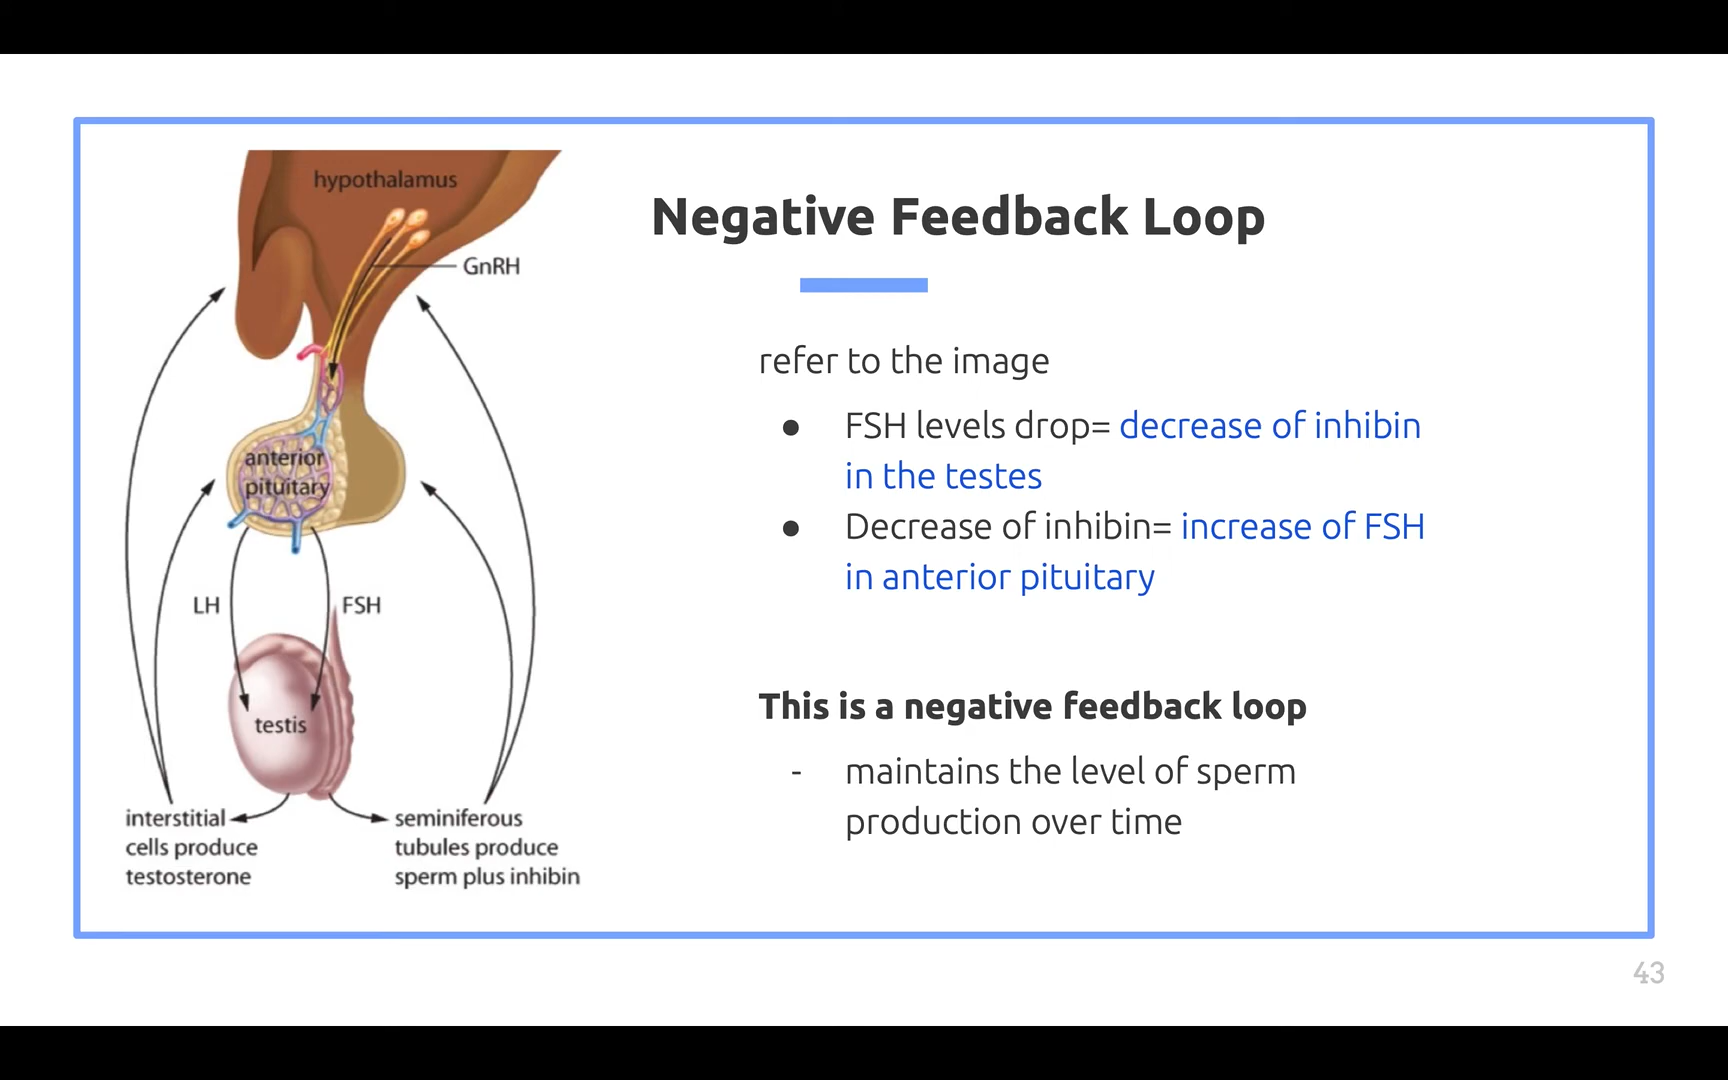 hypothalamus
GnRH
anterior
pituitary
LH
FSH
testis
interstitial
cells produce
testosterone
seminiferous
tubules produce
sperm plus inhibin
Negative Feedback Loop
refer to the image
● FSH levels drop= decrease of inhibin
in the testes
● Decrease of inhibin= increase of FSH
in anterior pituitary
This is a negative feedback loop
- maintains the level of sperm
production over time
43